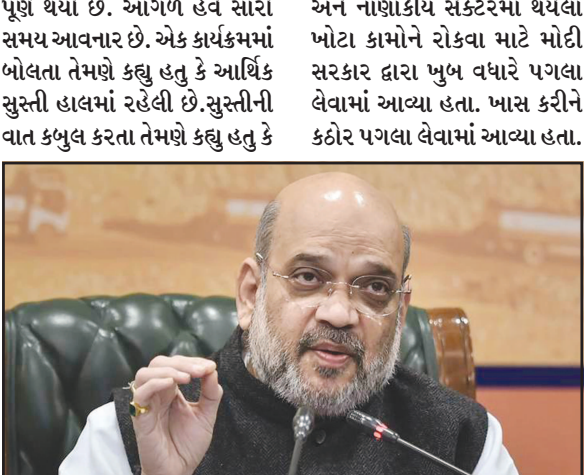 પૂર્ણ થયા છે. આગળ હવે સારો
સમય આવનાર છે. એક કાર્યક્રમમાં
બોલતા તેમણે કહ્યુ હતુ કે આર્થિક
સુસ્તી હાલમાં રહેલી છે.સુસ્તીની
વાત કબુલ કરતા તેમણે કહ્યુ હતુ કે
અને નાણાકીય સેક્ટરમાં થયેલા
ખોટા કામોને રોકવા માટે મોદી
સરકાર દ્વારા ખુબ વધારે પગલા
લેવામાં આવ્યા હતા. ખાસ કરીને
કઠોર પગલા લેવામાં આવ્યા હતા.